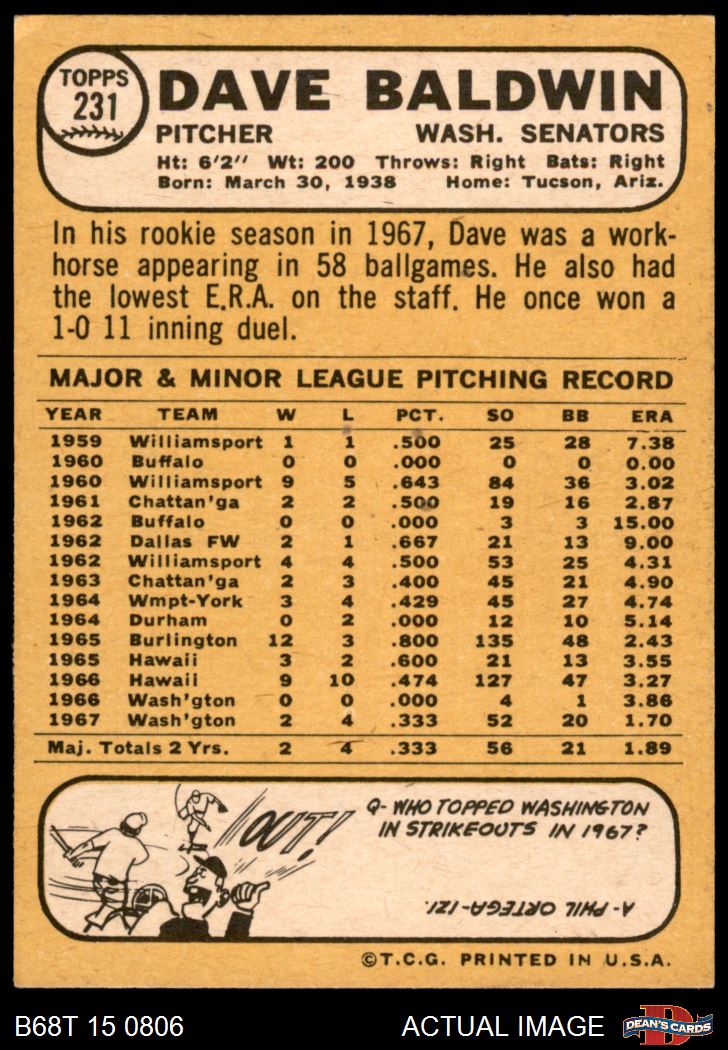 TOPPS
231
DAVE BALDWIN
PITCHER WASH. SENATORS
Ht: 6'2" Wt: 200 Throws: Right Bats: Right
Born: March 30, 1938 Home: Tucson, Ariz.
In his rookie season in 1967, Dave was a work-
horse appearing in 58 ballgames. He also had
the lowest E.R.A. on the staff. He once won a
1-0 11 inning duel.
MAJOR & MINOR LEAGUE PITCHING RECORD
YEAR TEAM W L PCT. SO BB ERA
1959 Williamsport 1 1 .500 25 28 7.38
1960 Buffalo 0 0 .000 0 0 0.00
1960 Williamsport 9 5 .643 84 36 3.02
1961 Chattan'ga 2 2 .500 19 16 2.87
1962 Buffalo 0 0 .000 3 3 15.00
1962 Dallas FW 2 1 .667 21 13 9.00
1962 Williamsport 4 4 .500 53 25 4.31
1963 Chattan'ga 2 3 .400 45 21 4.90
1964 Wmpt-York 3 4 .429 45 27 4.74
1964 Durham 0 2 .000 12 10 5.14
1965 Burlington 12 3 .800 135 48 2.43
1965 Hawaii 3 2 .600 21 13 3.55
1966 Hawaii 9 10 .474 127 47 3.27
1966 Wash'gton 0 0 .000 4 1 3.86
1967 Wash'gton 2 4 .333 52 20 1.70
Maj. Totals 2 Yrs. 2 4 .333 56 21 1.89
OUT!
Q- WHO TOPPED WASHINGTON
IN STRIKEOUTS IN 1967?
A- PHIL ORTEGA-121.
©T.C.G. PRINTED IN U.S.A.
B68T 15 0806 ACTUAL IMAGE
D
DEAN'S CARDS